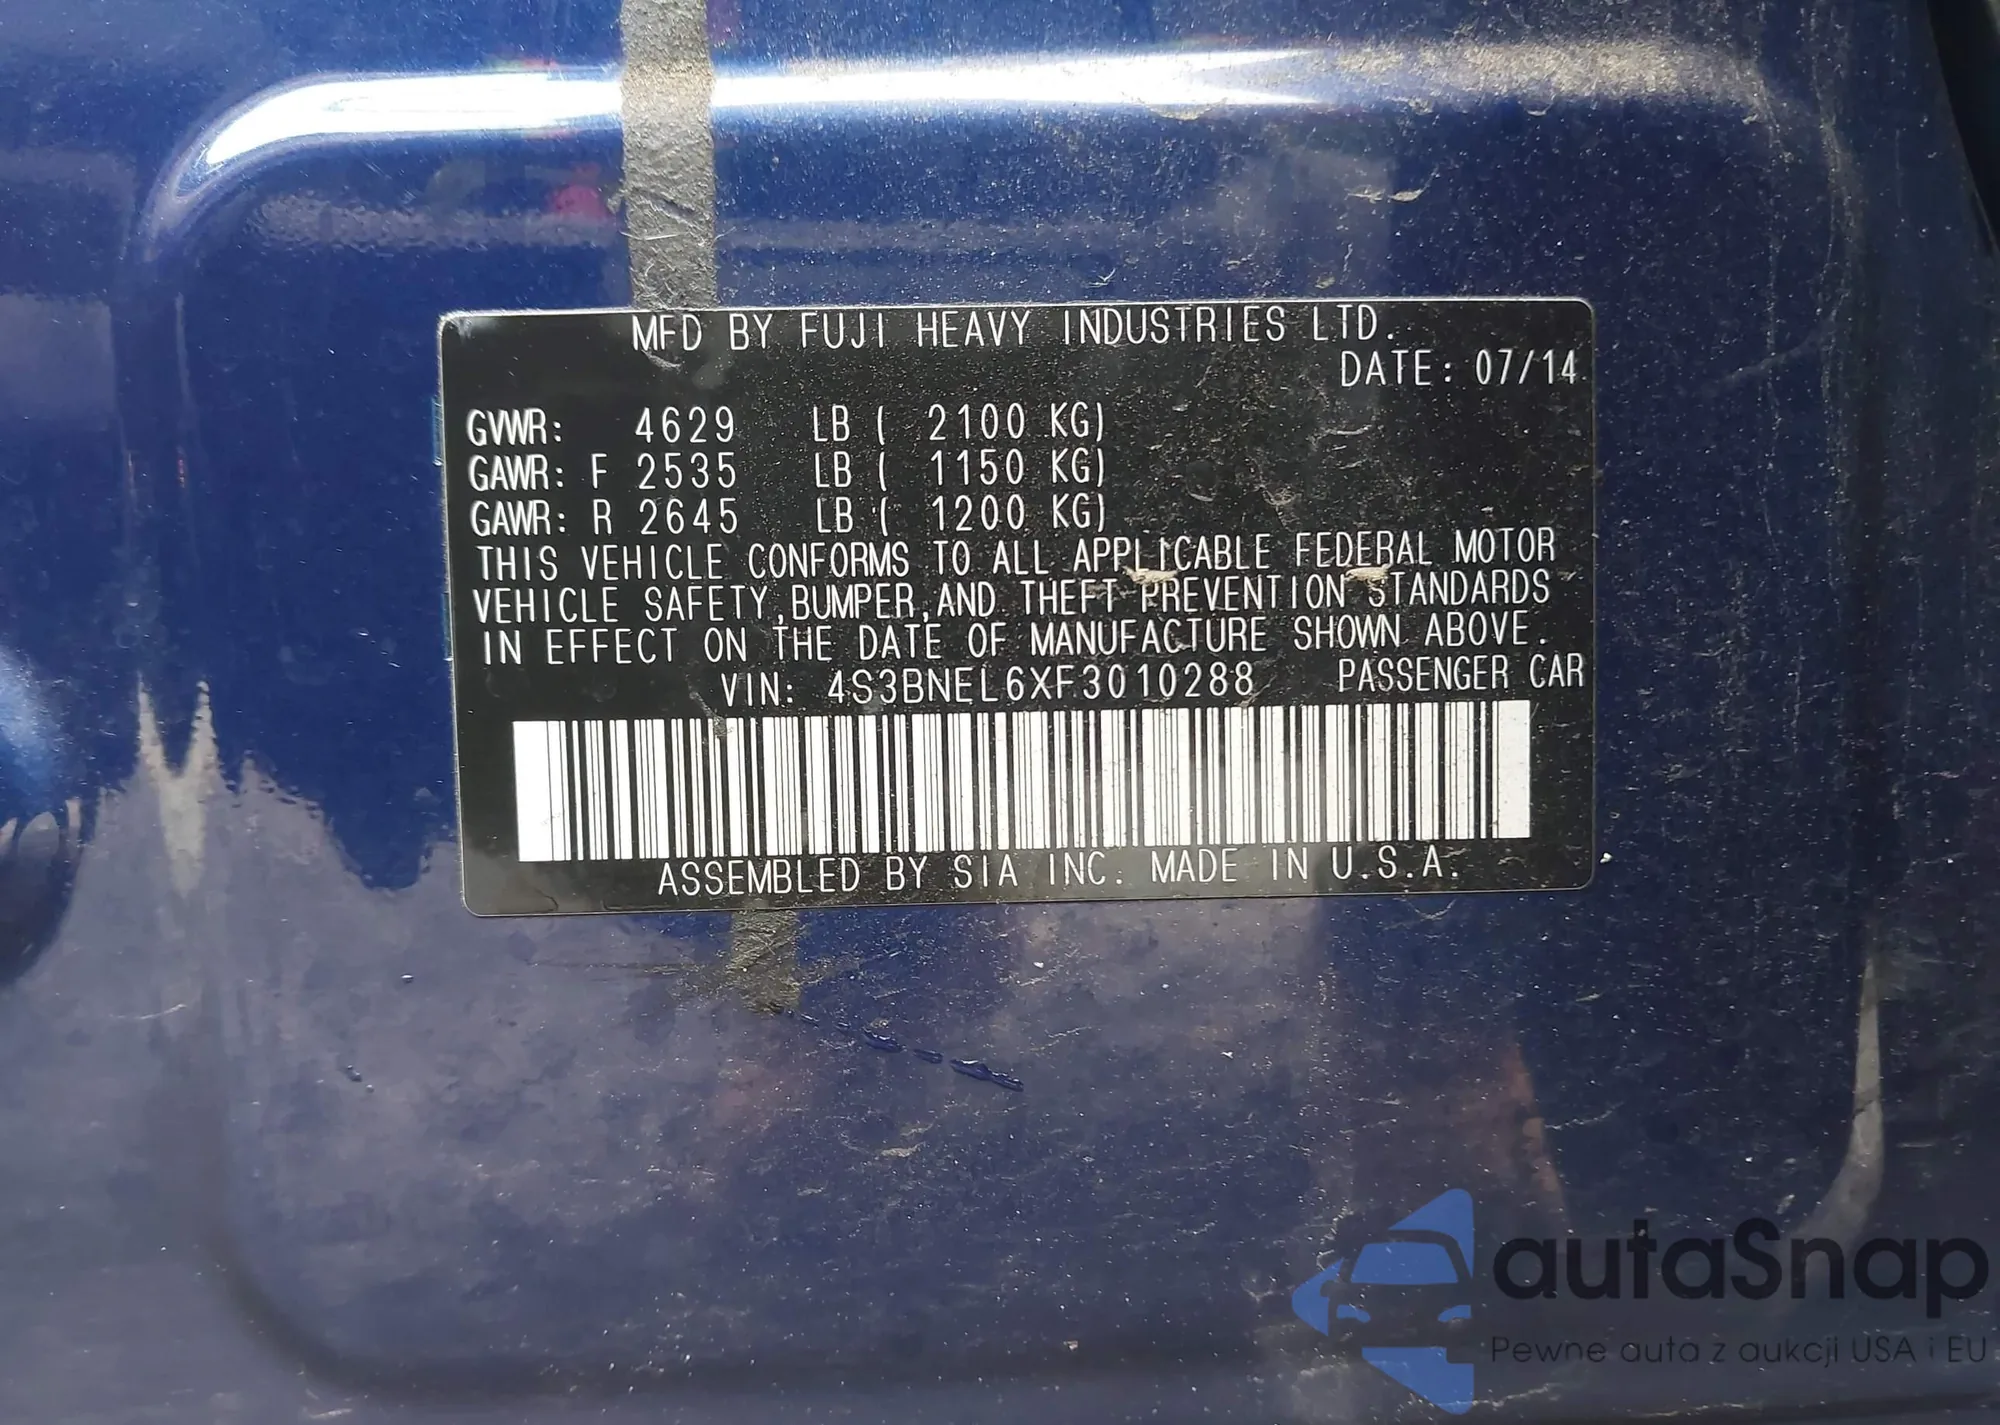 MFD BY FUJI HEAVY INDUSTRIES LTD.
DATE: 07/14
GVWR: 4629 LB ( 2100 KG)
GAWR: F 2535 LB ( 1150 KG)
GAWR: R 2645 LB ( 1200 KG)
THIS VEHICLE CONFORMS TO ALL APPLICABLE FEDERAL MOTOR
VEHICLE SAFETY,BUMPER,AND THEFT PREVENTION STANDARDS
IN EFFECT ON THE DATE OF MANUFACTURE SHOWN ABOVE.
VIN: 4S3BNEL6XF3010288 PASSENGER CAR
ASSEMBLED BY SIA INC. MADE IN U.S.A.
autaSnap
Pewne auta z aukcji USA i EU